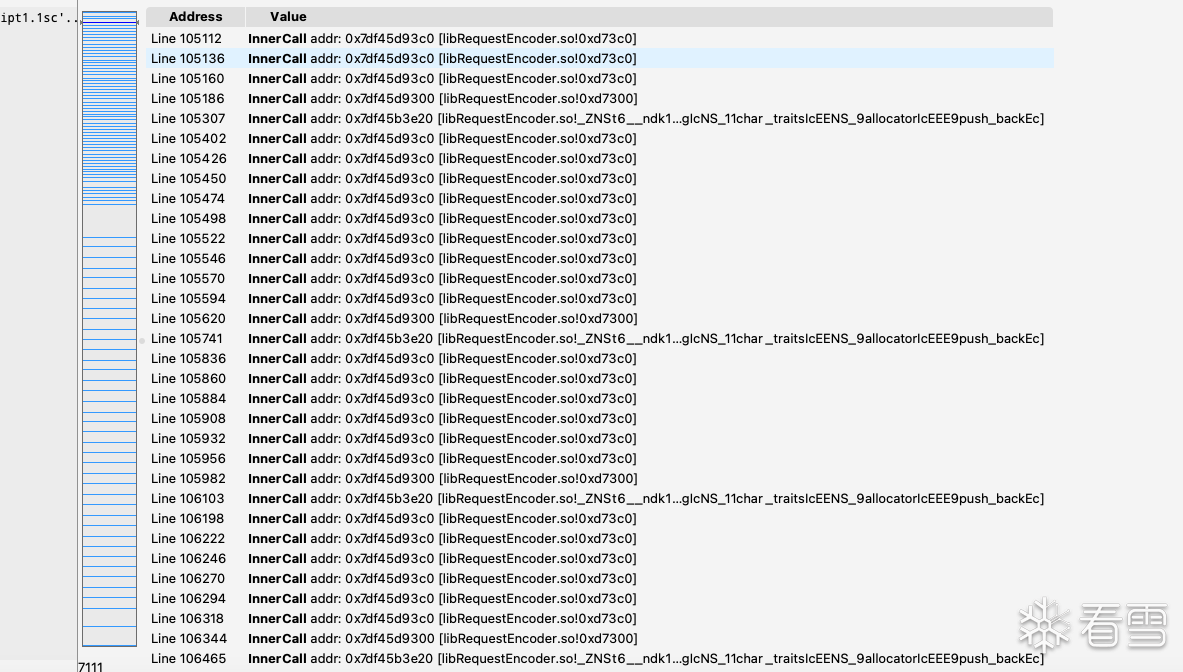 ipt1.1sc'..
Address Value
Line 105112 InnerCall addr: 0x7df45d93c0 [libRequestEncoder.so!0xd73c0]
Line 105136 InnerCall addr: 0x7df45d93c0 [libRequestEncoder.so!0xd73c0]
Line 105160 InnerCall addr: 0x7df45d93c0 [libRequestEncoder.so!0xd73c0]
Line 105186 InnerCall addr: 0x7df45d9300 [libRequestEncoder.so!0xd7300]
Line 105307 InnerCall addr: 0x7df45b3e20 [libRequestEncoder.so!_ZNSt6__ndk1...gIcNS_11char_traitsIcEENS_9allocatorIcEEE9push_backEc]
Line 105402 InnerCall addr: 0x7df45d93c0 [libRequestEncoder.so!0xd73c0]
Line 105426 InnerCall addr: 0x7df45d93c0 [libRequestEncoder.so!0xd73c0]
Line 105450 InnerCall addr: 0x7df45d93c0 [libRequestEncoder.so!0xd73c0]
Line 105474 InnerCall addr: 0x7df45d93c0 [libRequestEncoder.so!0xd73c0]
Line 105498 InnerCall addr: 0x7df45d93c0 [libRequestEncoder.so!0xd73c0]
Line 105522 InnerCall addr: 0x7df45d93c0 [libRequestEncoder.so!0xd73c0]
Line 105546 InnerCall addr: 0x7df45d93c0 [libRequestEncoder.so!0xd73c0]
Line 105570 InnerCall addr: 0x7df45d93c0 [libRequestEncoder.so!0xd73c0]
Line 105594 InnerCall addr: 0x7df45d93c0 [libRequestEncoder.so!0xd73c0]
Line 105620 InnerCall addr: 0x7df45d9300 [libRequestEncoder.so!0xd7300]
Line 105741 InnerCall addr: 0x7df45b3e20 [libRequestEncoder.so!_ZNSt6__ndk1...gIcNS_11char_traitsIcEENS_9allocatorIcEEE9push_backEc]
Line 105836 InnerCall addr: 0x7df45d93c0 [libRequestEncoder.so!0xd73c0]
Line 105860 InnerCall addr: 0x7df45d93c0 [libRequestEncoder.so!0xd73c0]
Line 105884 InnerCall addr: 0x7df45d93c0 [libRequestEncoder.so!0xd73c0]
Line 105908 InnerCall addr: 0x7df45d93c0 [libRequestEncoder.so!0xd73c0]
Line 105932 InnerCall addr: 0x7df45d93c0 [libRequestEncoder.so!0xd73c0]
Line 105956 InnerCall addr: 0x7df45d93c0 [libRequestEncoder.so!0xd73c0]
Line 105982 InnerCall addr: 0x7df45d9300 [libRequestEncoder.so!0xd7300]
Line 106103 InnerCall addr: 0x7df45b3e20 [libRequestEncoder.so!_ZNSt6__ndk1...gIcNS_11char_traitsIcEENS_9allocatorIcEEE9push_backEc]
Line 106198 InnerCall addr: 0x7df45d93c0 [libRequestEncoder.so!0xd73c0]
Line 106222 InnerCall addr: 0x7df45d93c0 [libRequestEncoder.so!0xd73c0]
Line 106246 InnerCall addr: 0x7df45d93c0 [libRequestEncoder.so!0xd73c0]
Line 106270 InnerCall addr: 0x7df45d93c0 [libRequestEncoder.so!0xd73c0]
Line 106294 InnerCall addr: 0x7df45d93c0 [libRequestEncoder.so!0xd73c0]
Line 106318 InnerCall addr: 0x7df45d93c0 [libRequestEncoder.so!0xd73c0]
Line 106344 InnerCall addr: 0x7df45d9300 [libRequestEncoder.so!0xd7300]
Line 106465 InnerCall addr: 0x7df45b3e20 [libRequestEncoder.so!_ZNSt6__ndk1...gIcNS_11char_traitsIcEENS_9allocatorIcEEE9push_backEc]
7111
看雪